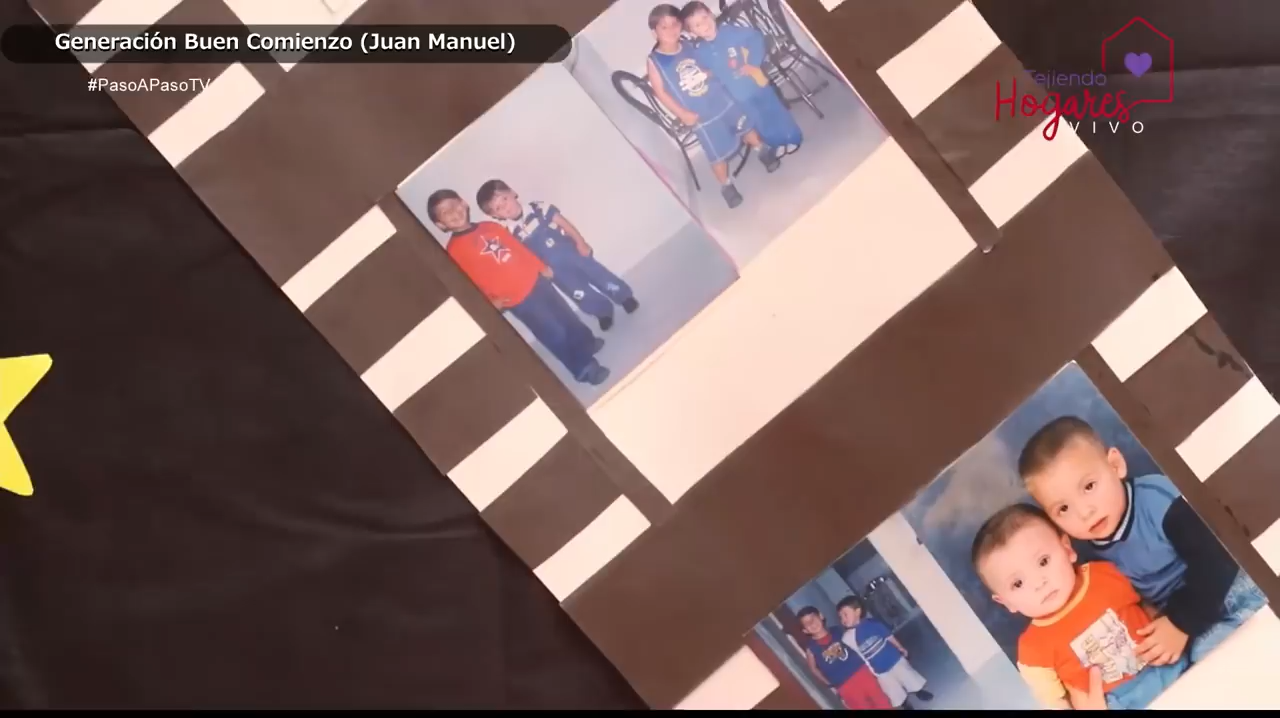 Generación Buen Comienzo (Juan Manuel)
#PasoAPasoTV
Tejiendo
Hogares
VIVO